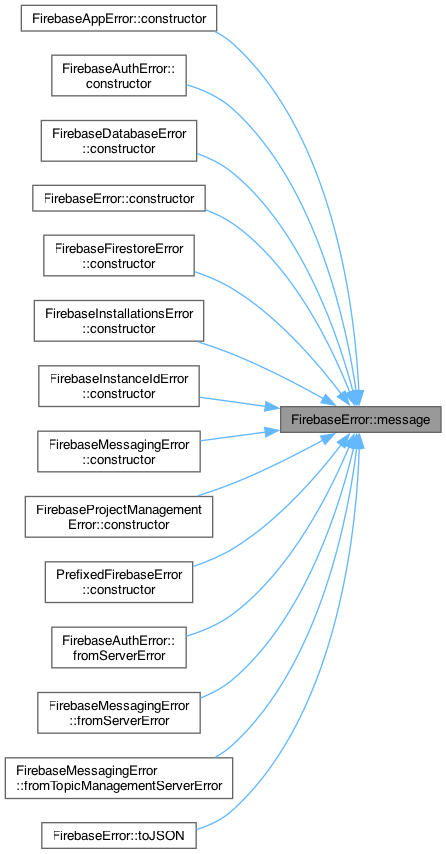 FirebaseAppError::constructor
FirebaseAuthError::
constructor
FirebaseDatabaseError
::constructor
FirebaseError::constructor
FirebaseFirestoreError
::constructor
FirebaseInstallationsError
::constructor
FirebaseInstanceIdError
::constructor
FirebaseError::message
FirebaseMessagingError
::constructor
FirebaseProjectManagement
Error::constructor
PrefixedFirebaseError
::constructor
FirebaseAuthError::
fromServerError
FirebaseMessagingError
::fromServerError
FirebaseMessagingError
::fromTopicManagementServerError
FirebaseError::toJSON